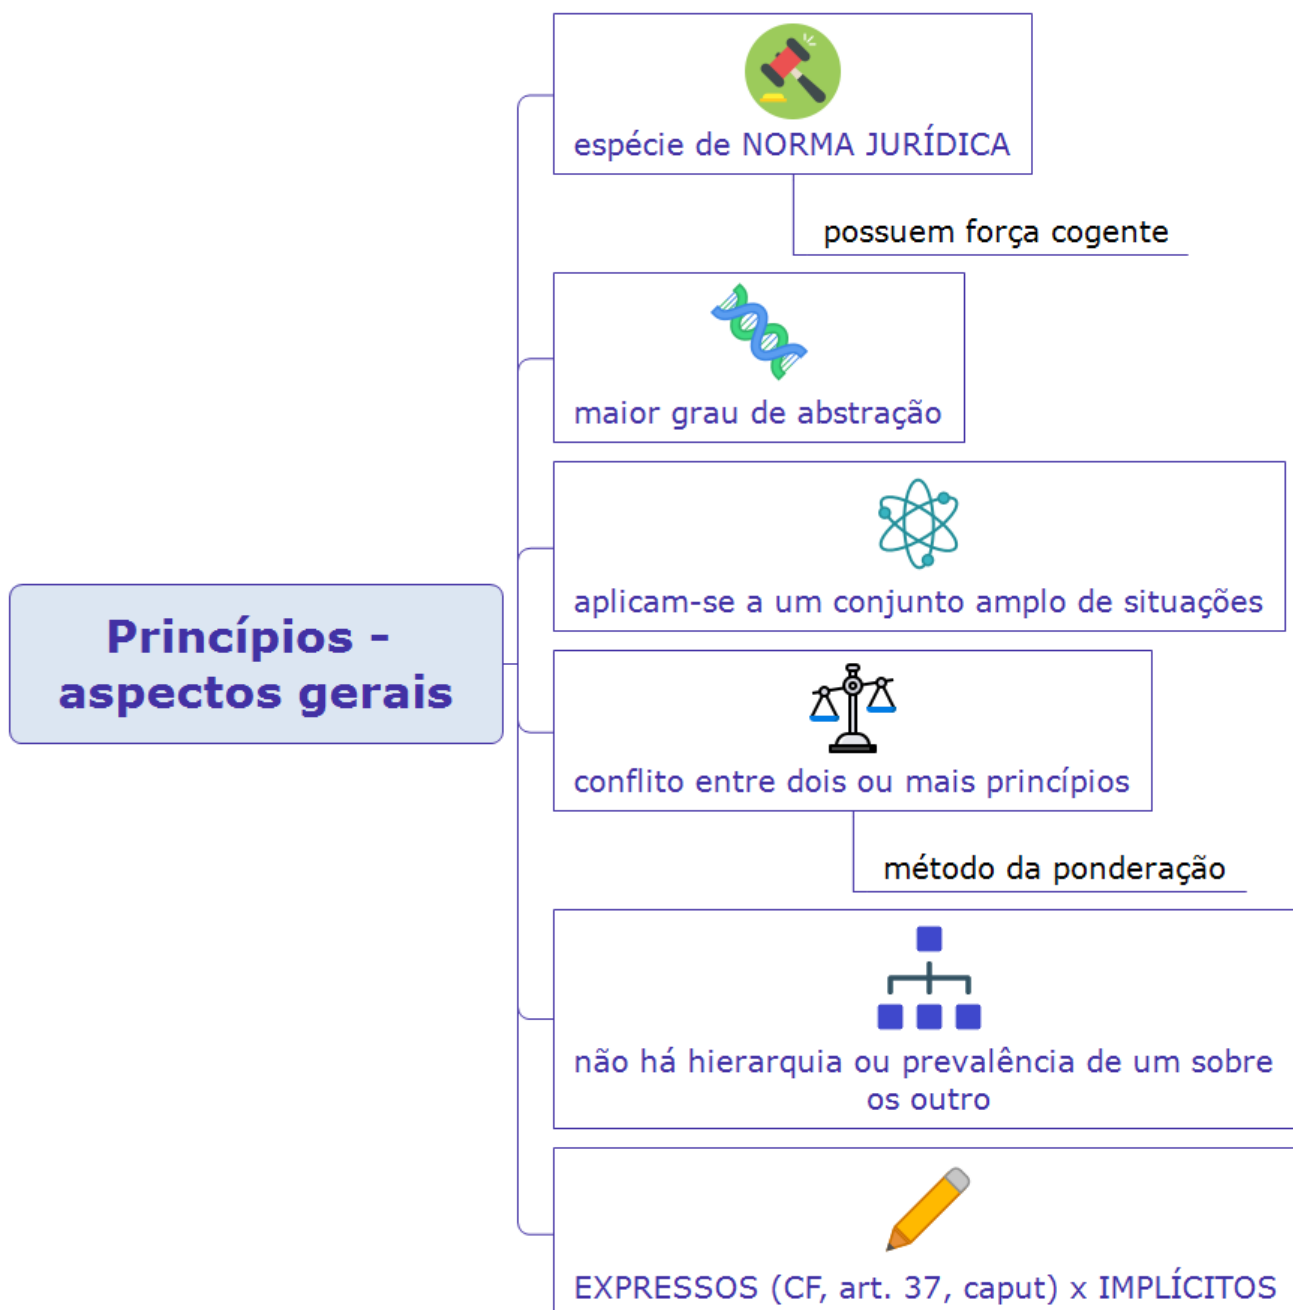 espécie de NORMA JURÍDICA
possuem força cogente
maior grau de abstração
aplicam-se a um conjunto amplo de situações
Princípios -
aspectos gerais
conflito entre dois ou mais princípios
método da ponderação
não há hierarquia ou prevalência de um sobre
os outro
EXPRESSOS (CF, art. 37, caput) x IMPLÍCITOS